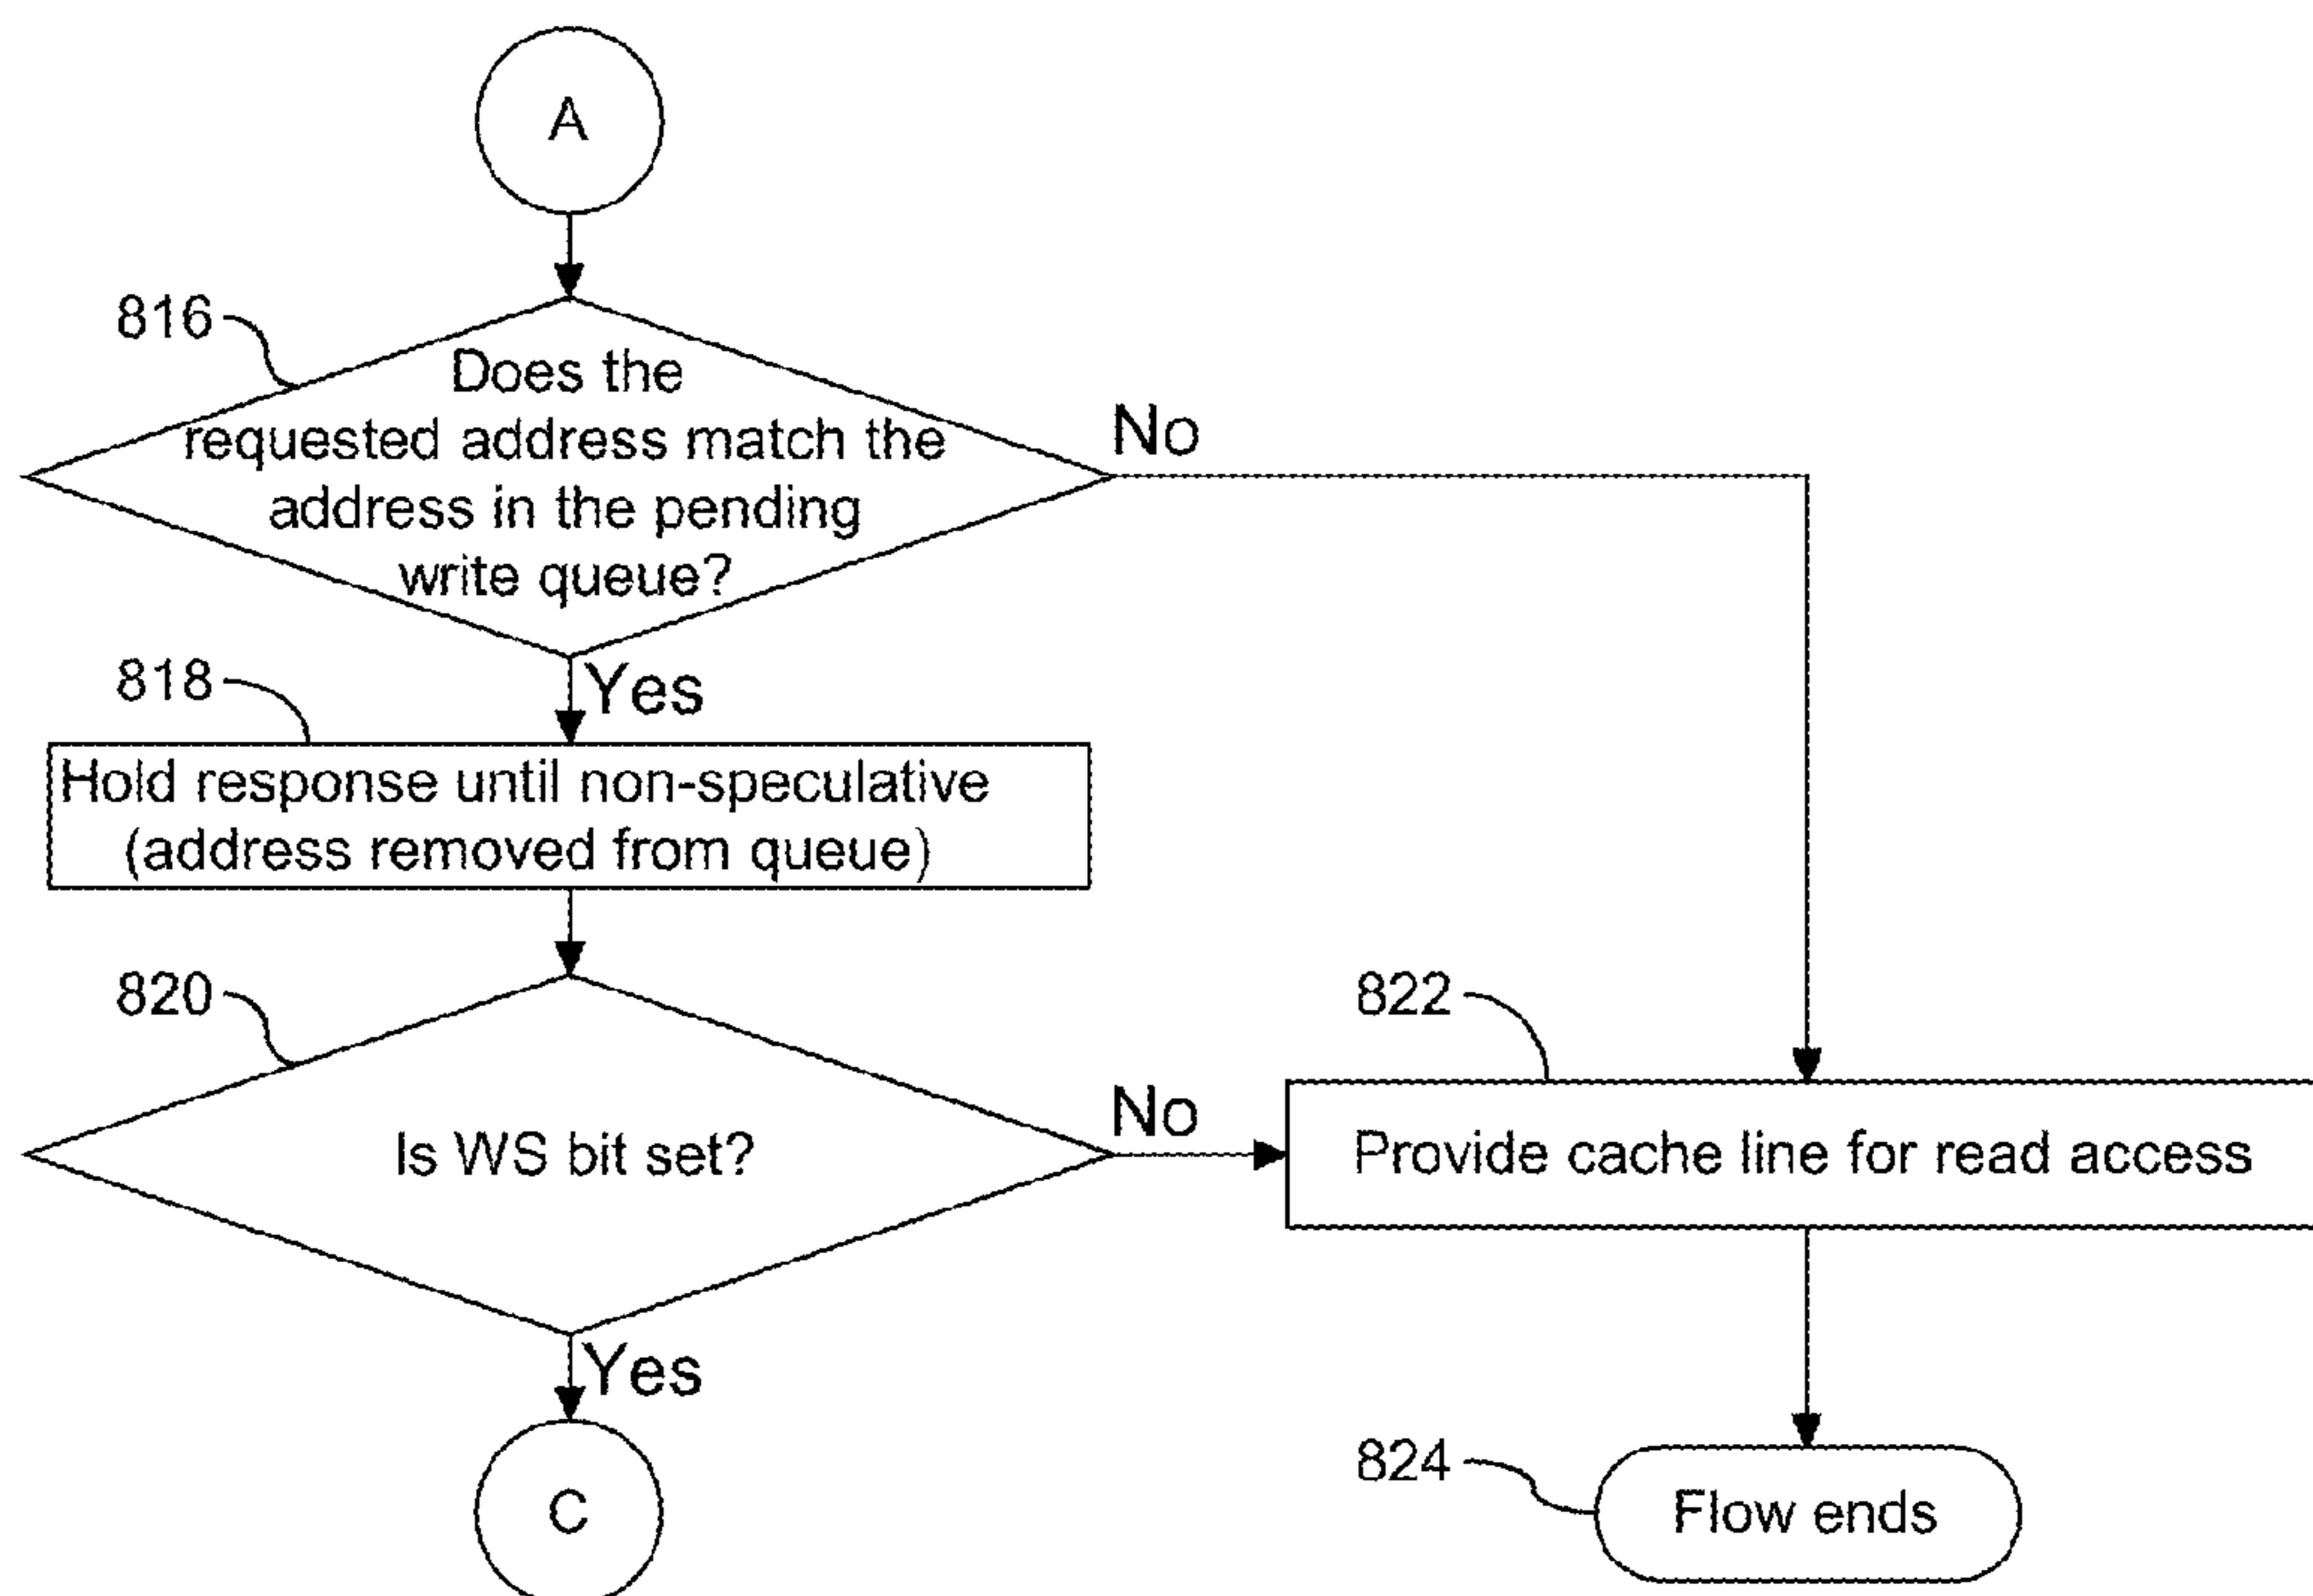 A
816
Does the
requested address match the
address in the pending
write queue?
No
Yes
818
Hold response until non-speculative
(address removed from queue)
820
Is WS bit set?
No
822
Provide cache line for read access
Yes
C
824
Flow ends